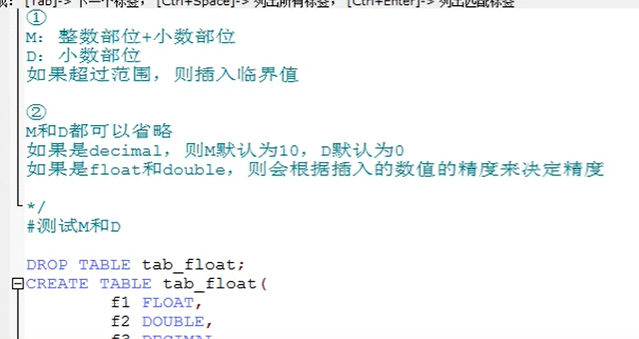 [Tab]-> 下一个标签, [Ctrl+Space]-> 列出所有标签, [Ctrl+Enter]-> 列出匹配标签
①
M：整数部位+小数部位
D：小数部位
如果超过范围，则插入临界值
②
M和D都可以省略
如果是decimal，则M默认为10，D默认为0
如果是float和double，则会根据插入的数值的精度来决定精度
*/
#测试M和D
DROP TABLE tab_float;
CREATE TABLE tab_float(
f1 FLOAT,
f2 DOUBLE,
f3 DECIMAL